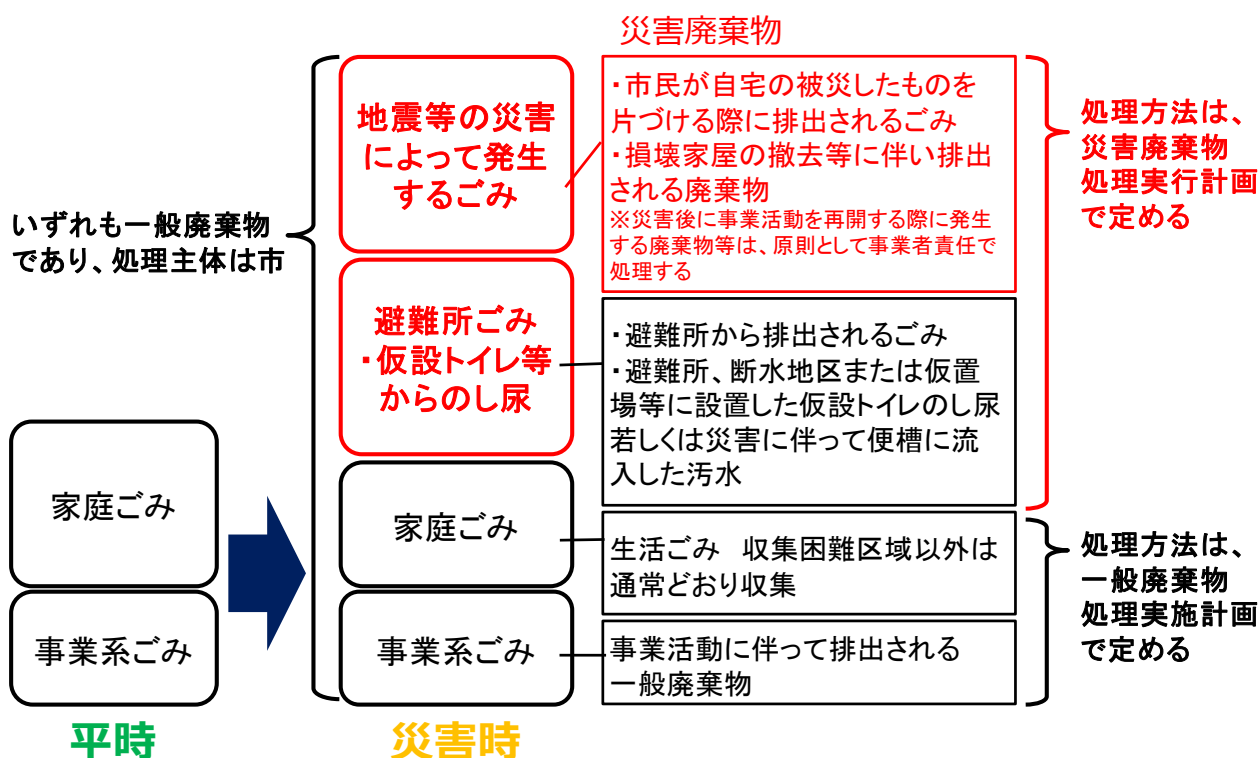 災害廃棄物
いずれも一般廃棄物
であり、処理主体は市
地震等の災害
によって発生
するごみ
・市民が自宅の被災したものを
片づける際に排出されるごみ
・損壊家屋の撤去等に伴い排出
される廃棄物
※災害後に事業活動を再開する際に発生
する廃棄物等は、原則として事業者責任で
処理する
処理方法は、
災害廃棄物
処理実行計画
で定める
避難所ごみ
・仮設トイレ等
からのし尿
・避難所から排出されるごみ
・避難所、断水地区または仮置
場等に設置した仮設トイレのし尿
若しくは災害に伴って便槽に流
入した汚水
家庭ごみ
家庭ごみ
生活ごみ　収集困難区域以外は
通常どおり収集
処理方法は、
一般廃棄物
処理実施計画
で定める
事業系ごみ
事業系ごみ
事業活動に伴って排出される
一般廃棄物
平時
災害時